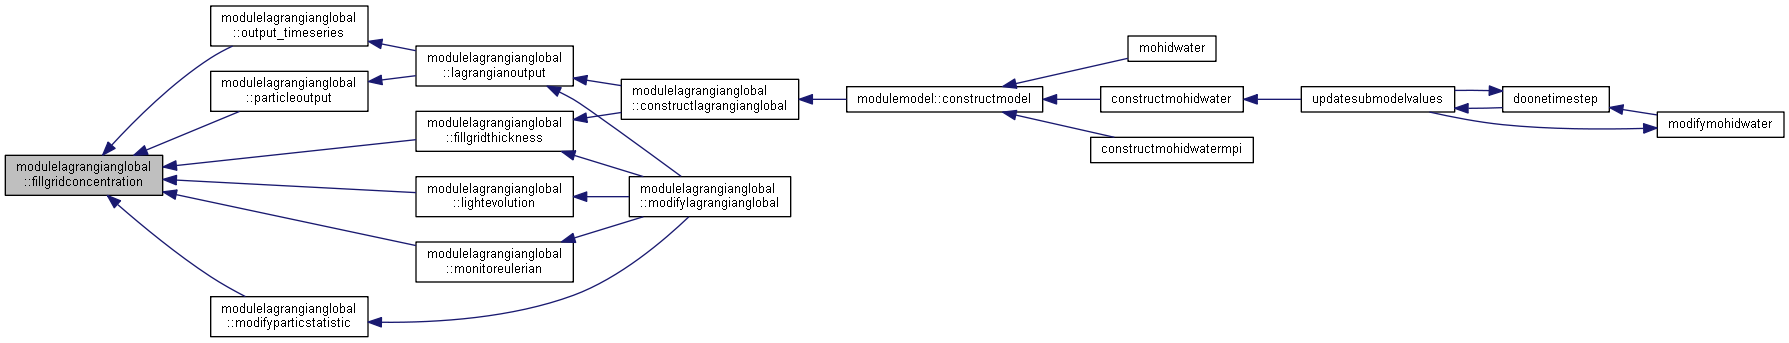 modulelagrangianglobal
::fillgridconcentration
modulelagrangianglobal
::output_timeseries
modulelagrangianglobal
::particleoutput
modulelagrangianglobal
::modifyparticstatistic
modulelagrangianglobal
::lagrangianoutput
modulelagrangianglobal
::fillgridthickness
modulelagrangianglobal
::lightevolution
modulelagrangianglobal
::monitoreulerian
modulelagrangianglobal
::constructlagrangianglobal
modulelagrangianglobal
::modifylagrangianglobal
modulemodel::constructmodel
mohidwater
constructmohidwater
constructmohidwatermpi
updatesubmodelvalues
doonetimestep
modifymohidwater